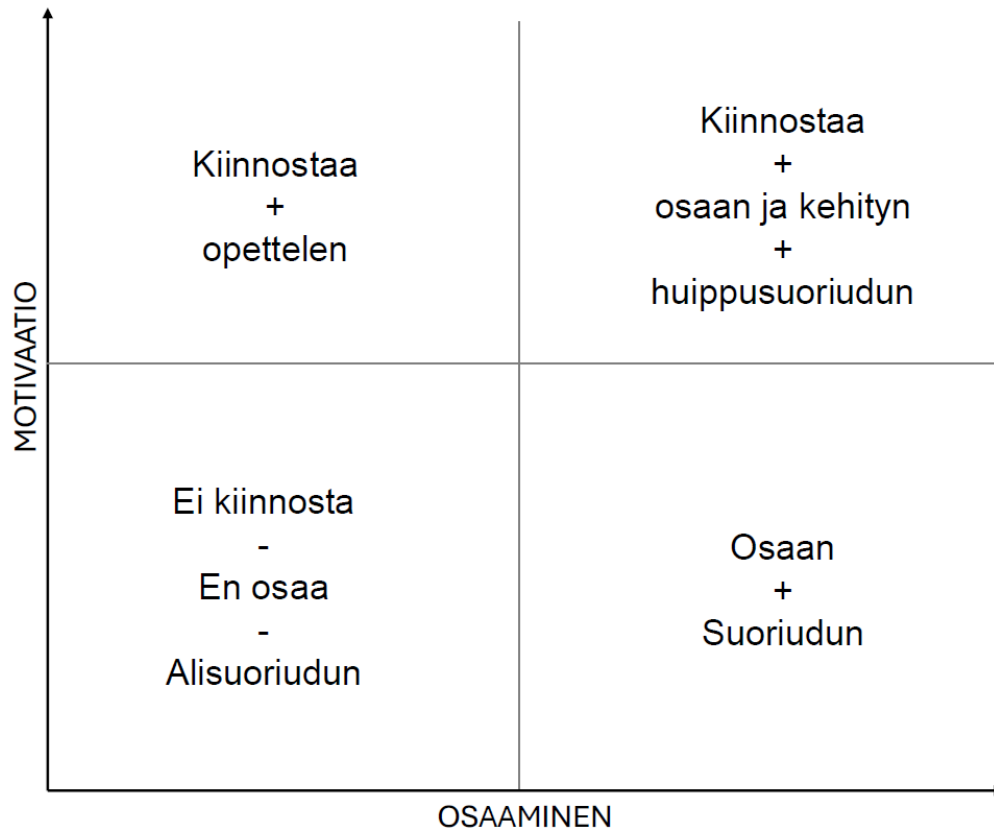 Kiinnostaa
+
opettelen
Kiinnostaa
+
osaan ja kehityn
+
huippusuoriudun
MOTIVAATIO
Ei kiinnosta
-
En osaa
-
Alisuoriudun
Osaan
+
Suoriudun
OSAAMINEN